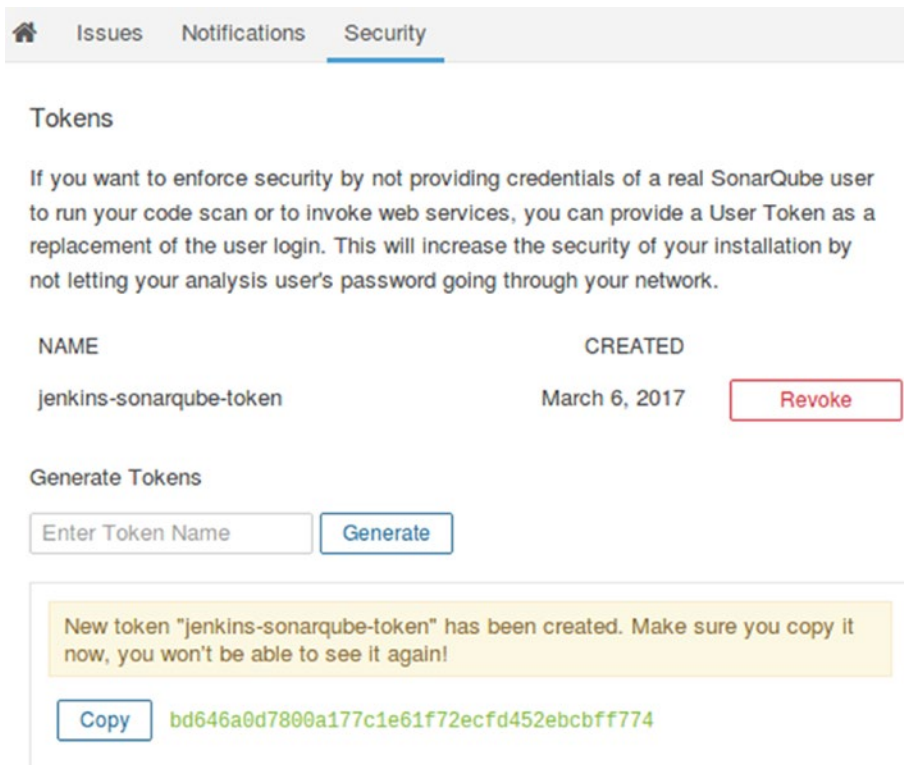 Issues Notifications Security
Tokens
If you want to enforce security by not providing credentials of a real SonarQube user
to run your code scan or to invoke web services, you can provide a User Token as a
replacement of the user login. This will increase the security of your installation by
not letting your analysis user's password going through your network.
NAME CREATED
jenkins-sonarqube-token March 6, 2017 Revoke
Generate Tokens
Enter Token Name Generate
New token "jenkins-sonarqube-token" has been created. Make sure you copy it
now, you won't be able to see it again!
Copy bd646a0d7800a177c1e61f72ecfd452ebcbff774